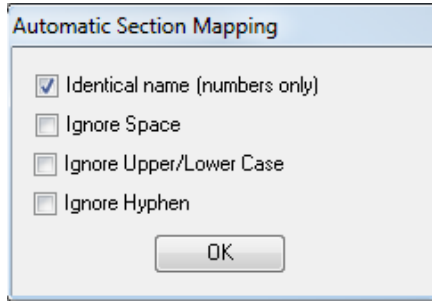 Automatic Section Mapping
Identical name (numbers only)
Ignore Space
Ignore Upper/Lower Case
Ignore Hyphen
OK